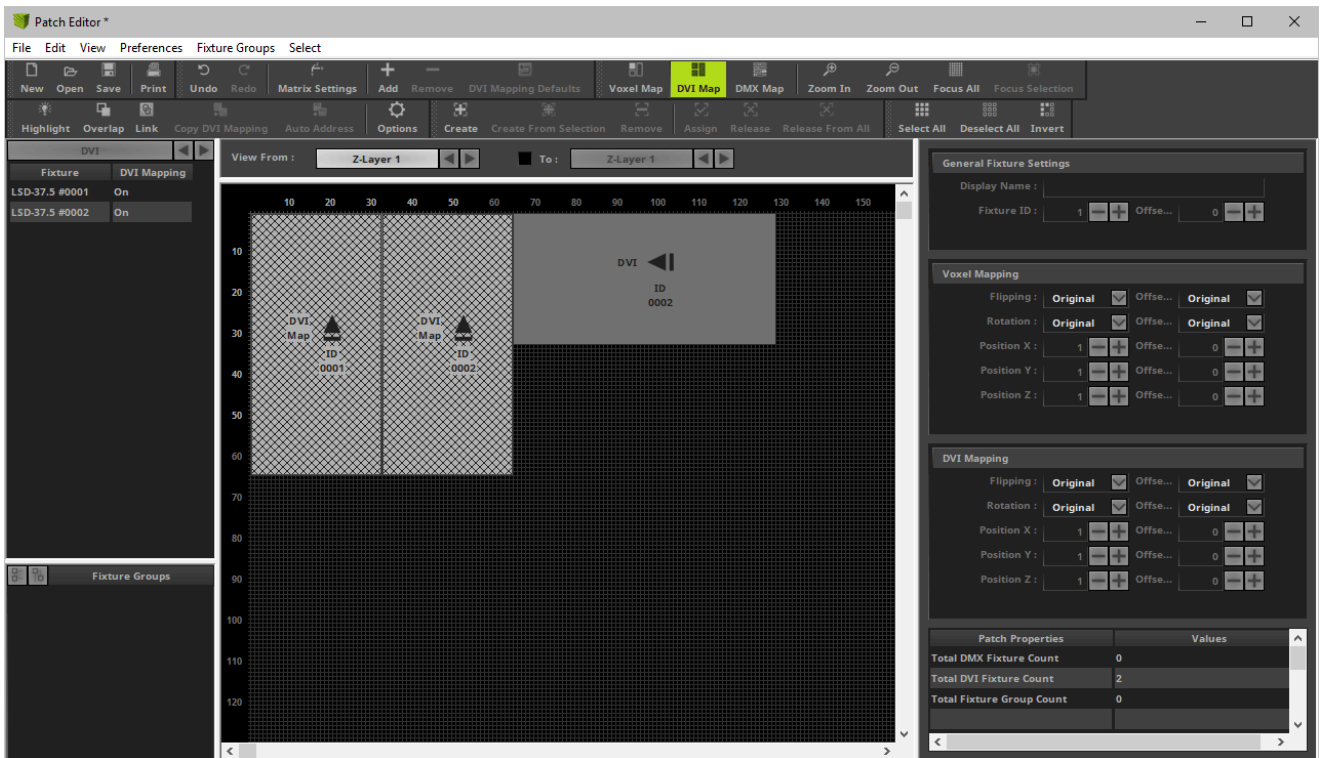 Patch Editor *
File Edit View Preferences Fixture Groups Select
New Open Save Print Undo Redo Matrix Settings Add Remove DVI Mapping Defaults Voxel Map DVI Map DMX Map Zoom In Zoom Out Focus All Focus Selection
Highlight Overlap Link Copy DVI Mapping Auto Address Options Create Create From Selection Remove Assign Release Release From All Select All Deselect All Invert
DVI
Fixture DVI Mapping
LSD-37.5 #0001 On
LSD-37.5 #0002 On
Fixture Groups
View From : Z-Layer 1 To : Z-Layer 1
10 20 30 40 50 60 70 80 90 100 110 120 130 140 150
10
20
30
40
50
60
70
80
90
100
110
120
DVI
Map
ID
0001
DVI
Map
ID
0002
DVI
ID
0002
General Fixture Settings
Display Name :
Fixture ID : 1 Offse... 0
Voxel Mapping
Flipping : Original Offse... Original
Rotation : Original Offse... Original
Position X : 1 Offse... 0
Position Y : 1 Offse... 0
Position Z : 1 Offse... 0
DVI Mapping
Flipping : Original Offse... Original
Rotation : Original Offse... Original
Position X : 1 Offse... 0
Position Y : 1 Offse... 0
Position Z : 1 Offse... 0
Patch Properties Values
Total DMX Fixture Count 0
Total DVI Fixture Count 2
Total Fixture Group Count 0